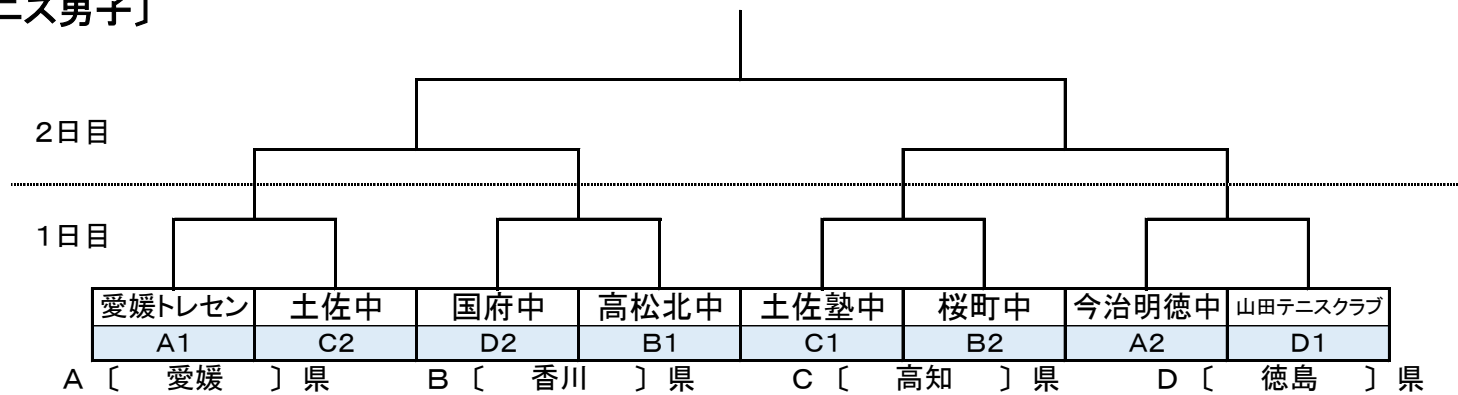 ニス男子〕
2日目
1日目
愛媛トレセン 土佐中 国府中 高松北中 土佐塾中 桜町中 今治明徳中 山田テニスクラブ
A1 C2 D2 B1 C1 B2 A2 D1
A 〔 愛媛 〕県 B 〔 香川 〕県 C 〔 高知 〕県 D 〔 徳島 〕県